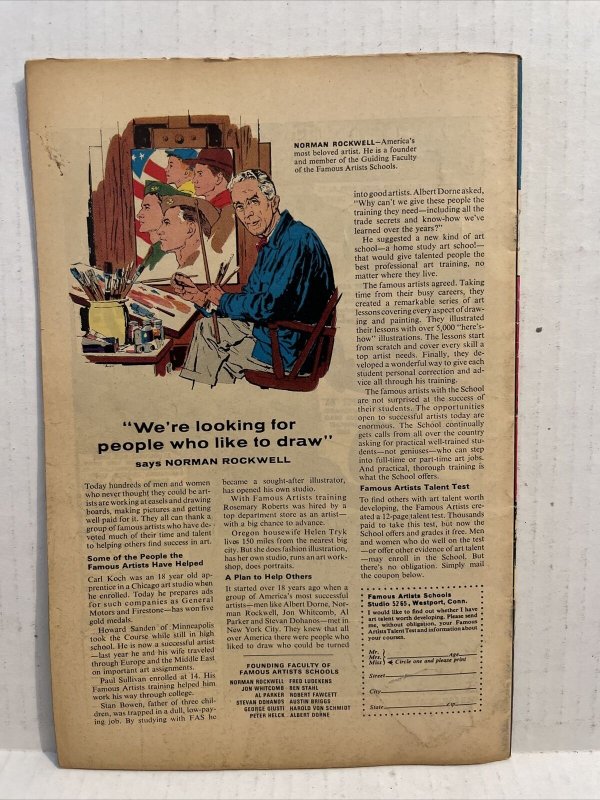 NORMAN ROCKWELL—America's
most beloved artist. He is a founder
and member of the Guiding Faculty
of the Famous Artists Schools.
"We're looking for
people who like to draw"
says NORMAN ROCKWELL
Today hundreds of men and women
who never thought they could be art-
ists are working at easels and drawing
boards, making pictures and getting
well paid for it. They all can thank a
group of famous artists who have de-
voted much of their time and talent
to helping others find success in art.
Some of the People the
Famous Artists Have Helped
Carl Koch was an 18 year old ap-
prentice in a Chicago art studio when
he enrolled. Today he prepares ads
for such companies as General
Motors and Firestone—has won five
gold medals.
Howard Sanden of Minneapolis
took the Course while still in high
school. He is now a successful artist
—last year he and his wife traveled
through Europe and the Middle East
on important art assignments.
Paul Sullivan enrolled at 14. His
Famous Artists training helped him
work his way through college.
Stan Bowen, father of three chil-
dren, was trapped in a dull, low-pay-
ing job. By studying with FAS he
became a sought-after illustrator,
has opened his own studio.
With Famous Artists training
Rosemary Roberts was hired by a
top department store as an artist—
with a big chance to advance.
Oregon housewife Helen Tryk
lives 150 miles from the nearest big
city. But she does fashion illustration,
has her own studio, runs an art work-
shop, does portraits.
A Plan to Help Others
It started over 18 years ago when a
group of America's most successful
artists—men like Albert Dorne, Nor-
man Rockwell, Jon Whitcomb, Al
Parker and Stevan Dohanos—met in
New York City. They knew that all
over America there were people who
liked to draw who could be turned
FOUNDING FACULTY OF
FAMOUS ARTISTS SCHOOLS
NORMAN ROCKWELL FRED LUDEKENS
JON WHITCOMB BEN STAHL
AL PARKER ROBERT FAWCETT
STEVAN DOHANOS AUSTIN BRIGGS
GEORGE GIUSTI HAROLD VON SCHMIDT
PETER HELCK ALBERT DORNE
into good artists. Albert Dorne asked,
"Why can't we give these people the
training they need—including all the
trade secrets and know-how we've
learned over the years?"
He suggested a new kind of art
school—a home study art school—
that would give talented people the
best professional art training, no
matter where they live.
The famous artists agreed. Taking
time from their busy careers, they
created a remarkable series of art
lessons covering every aspect of draw-
ing and painting. They illustrated
their lessons with over 5,000 "here's-
how" illustrations. The lessons start
from scratch and cover every skill a
top artist needs. Finally, they de-
veloped a wonderful way to give each
student personal correction and ad-
vice all through his training.
The famous artists with the School
are not surprised at the success of
their students. The opportunities
open to successful artists today are
enormous. The School continually
gets calls from all over the country
asking for practical well-trained stu-
dents—not geniuses—who can step
into full-time or part-time art jobs.
And practical, thorough training is
what the School offers.
Famous Artists Talent Test
To find others with art talent worth
developing, the Famous Artists cre-
ated a 12-page talent test. Thousands
paid to take this test, but now the
School offers and grades it free. Men
and women who do well on the test
—or offer other evidence of art talent
—may enroll in the School. But
there's no obligation. Simply mail
the coupon below.
Famous Artists Schools
Studio 5265, Westport, Conn.
I would like to find out whether I have
art talent worth developing. Please send
me, without obligation, your Famous
Artists Talent Test and information about
your courses.
Mr.
Mrs. Age
Miss Circle one and please print
Street
City
State Zip